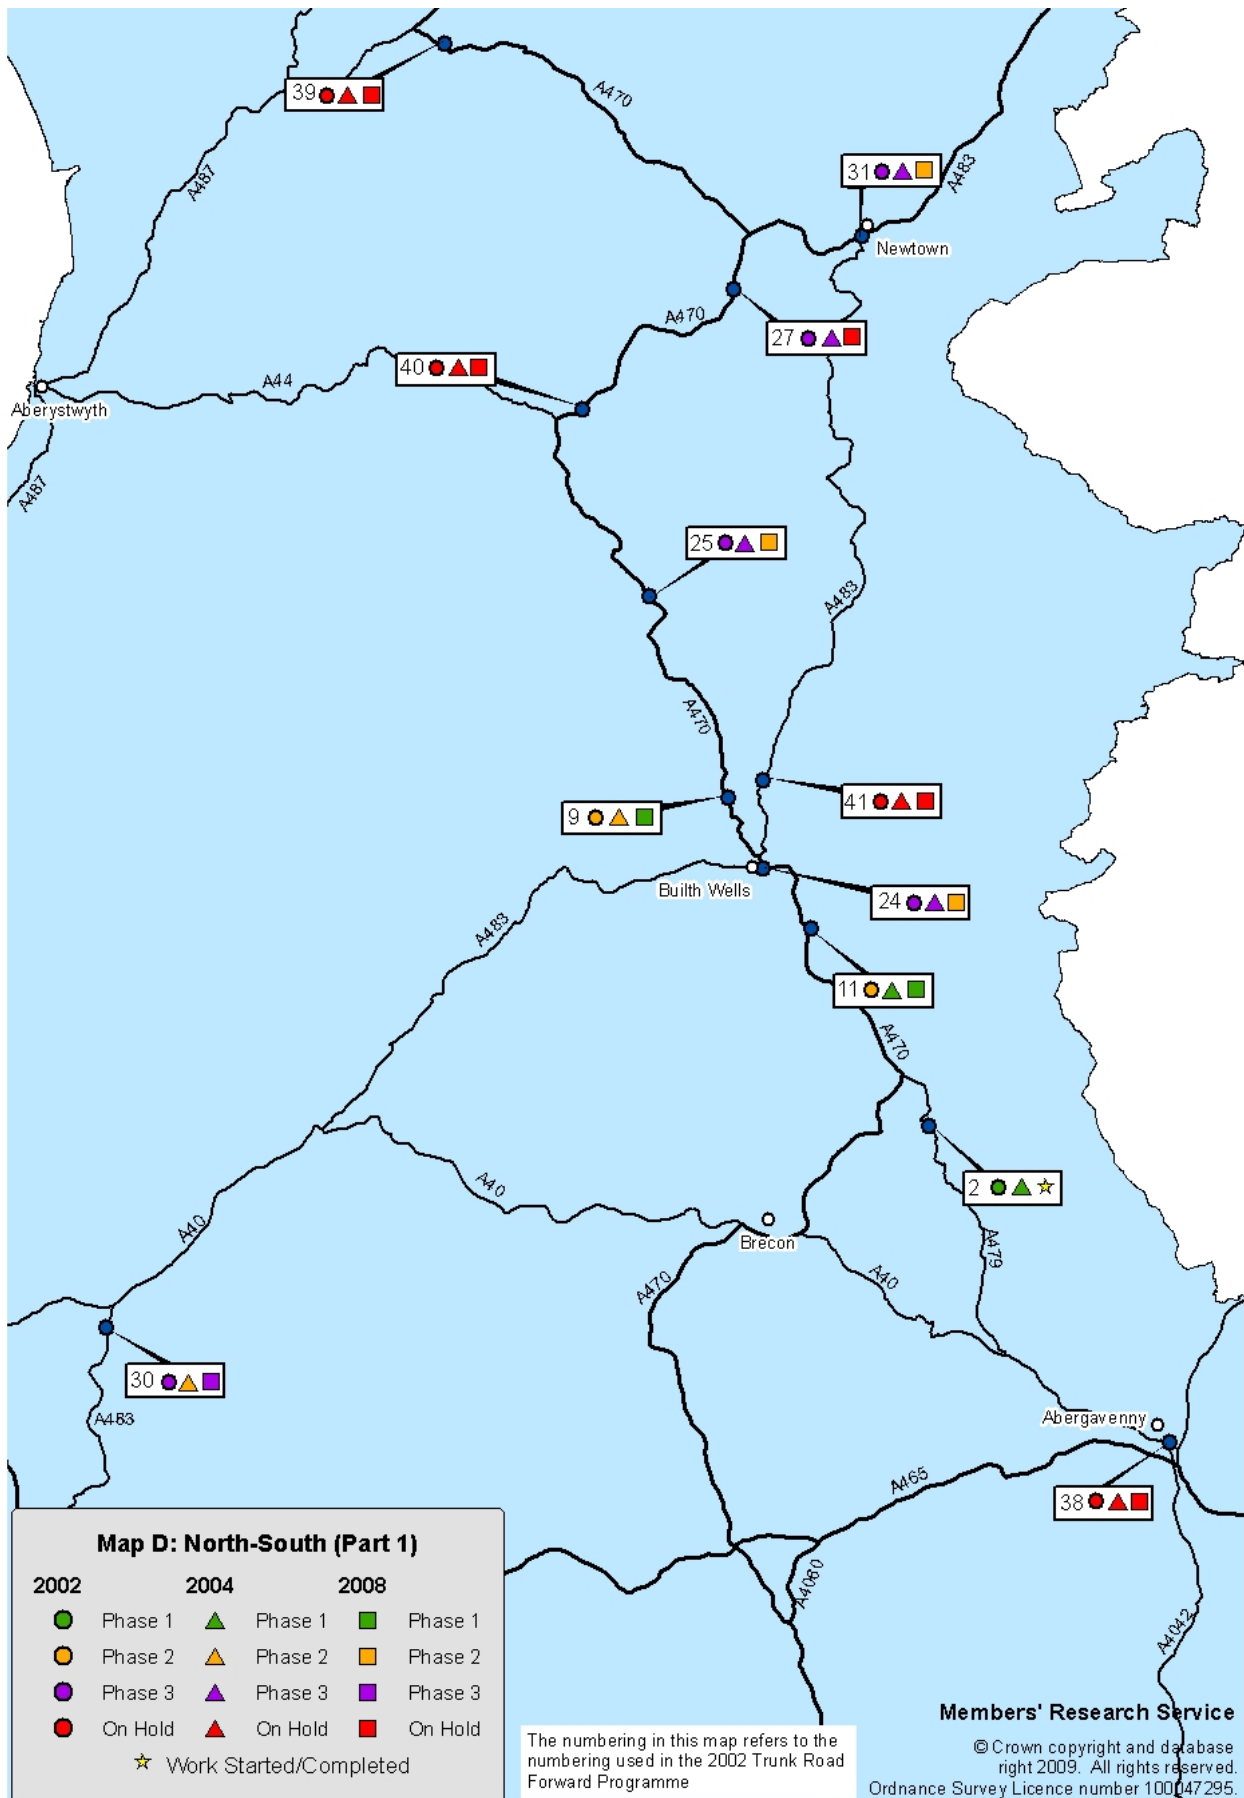 39
A470
31
A483
A487
Newtown
A470
27
40
A44
Aberystwyth
A487
25
A483
A470
41
9
Builth Wells
24
A483
11
A470
A40
2
A40
Brecon
A479
A40
A470
30
A483
Abergavenny
A465
38
A4060
A4042
Map D: North-South (Part 1)
2002 2004 2008
Phase 1 Phase 1 Phase 1
Phase 2 Phase 2 Phase 2
Phase 3 Phase 3 Phase 3
On Hold On Hold On Hold
Work Started/Completed
The numbering in this map refers to the
numbering used in the 2002 Trunk Road
Forward Programme
Members' Research Service
© Crown copyright and database
right 2009. All rights reserved.
Ordnance Survey Licence number 100047295.